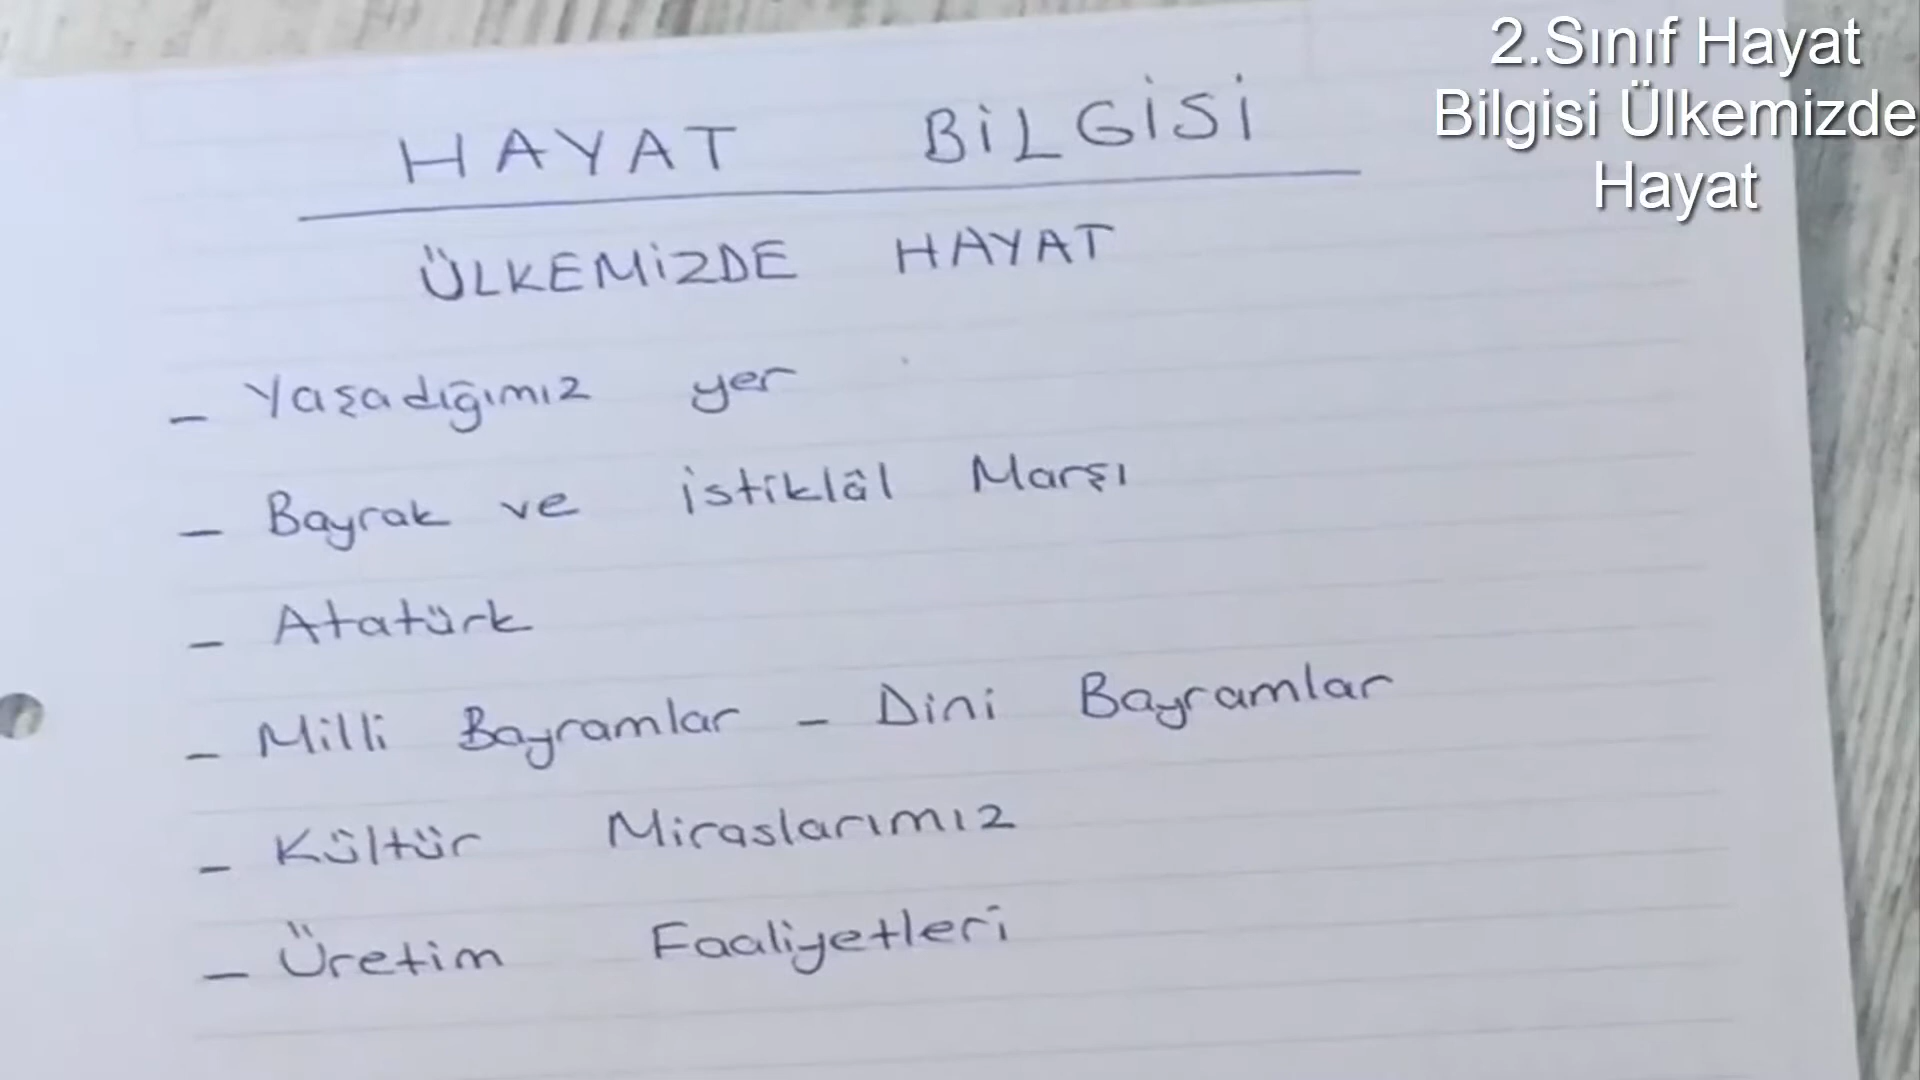 2.Sınıf Hayat
Bilgisi Ülkemizde
Hayat
HAYAT BİLGİSİ
ÜLKEMİZDE HAYAT
- Yaşadığımız yer
- Bayrak ve istiklâl Marşı
- Atatürk
- Milli Bayramlar - Dini Bayramlar
- Kültür Miraslarımız
- Üretim Faaliyetleri